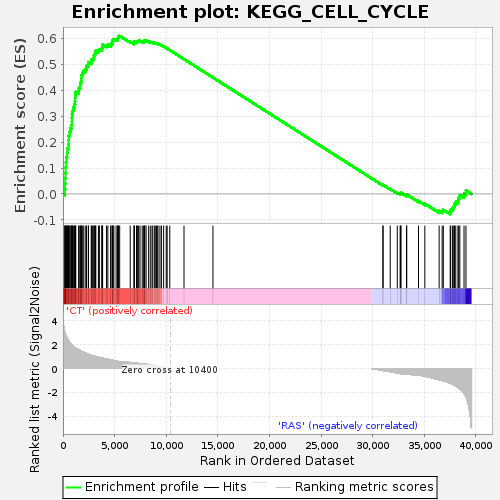 Enrichment plot: KEGG_CELL_CYCLE
Enrichment score (ES)
0.6
0.5
0.4
0.3
0.2
0.1
0.0
-0.1
'CT' (positively correlated)
Ranked list metric (Signal2Noise)
4
2
0
-2
-4
Zero cross at 10400
'RAS' (negatively correlated)
0 5,000 10,000 15,000 20,000 25,000 30,000 35,000 40,000
Rank in Ordered Dataset
Enrichment profile Hits Ranking metric scores